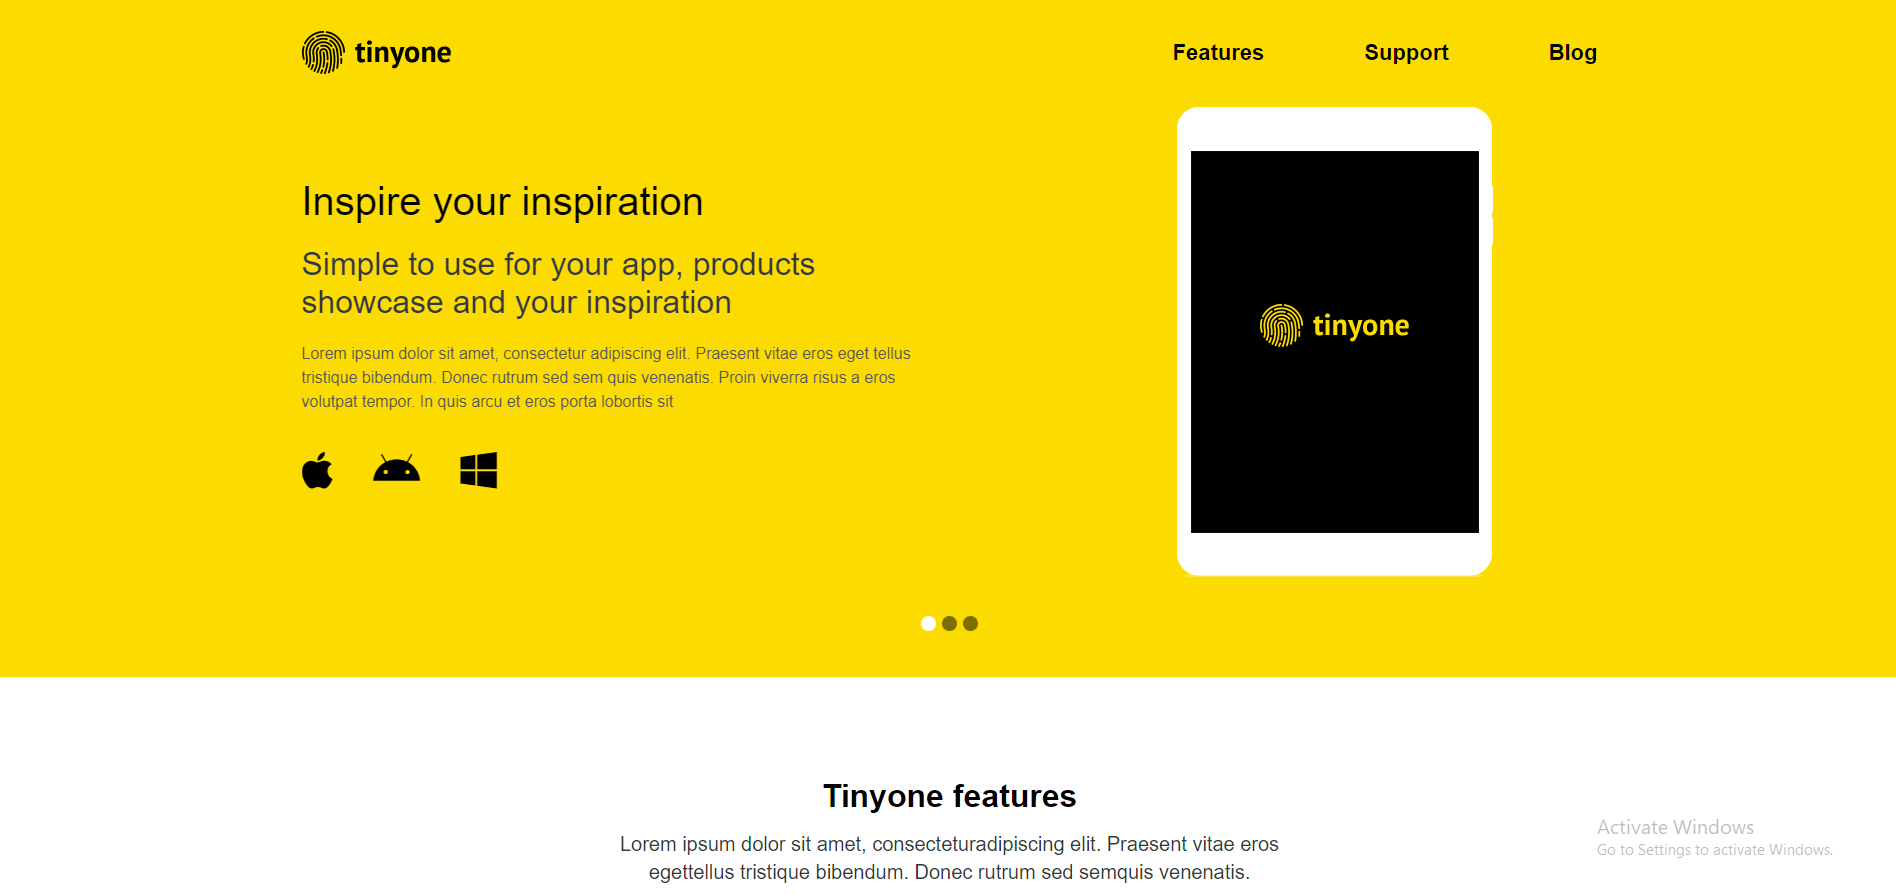 tinyone
Features
Support
Blog
Inspire your inspiration
Simple to use for your app, products
showcase and your inspiration
Lorem ipsum dolor sit amet, consectetur adipiscing elit. Praesent vitae eros eget tellus
tristique bibendum. Donec rutrum sed sem quis venenatis. Proin viverra risus a eros
volutpat tempor. In quis arcu et eros porta lobortis sit
tinyone
Tinyone features
Lorem ipsum dolor sit amet, consecteturadipiscing elit. Praesent vitae eros
egettellus tristique bibendum. Donec rutrum sed semquis venenatis.
Activate Windows
Go to Settings to activate Windows.